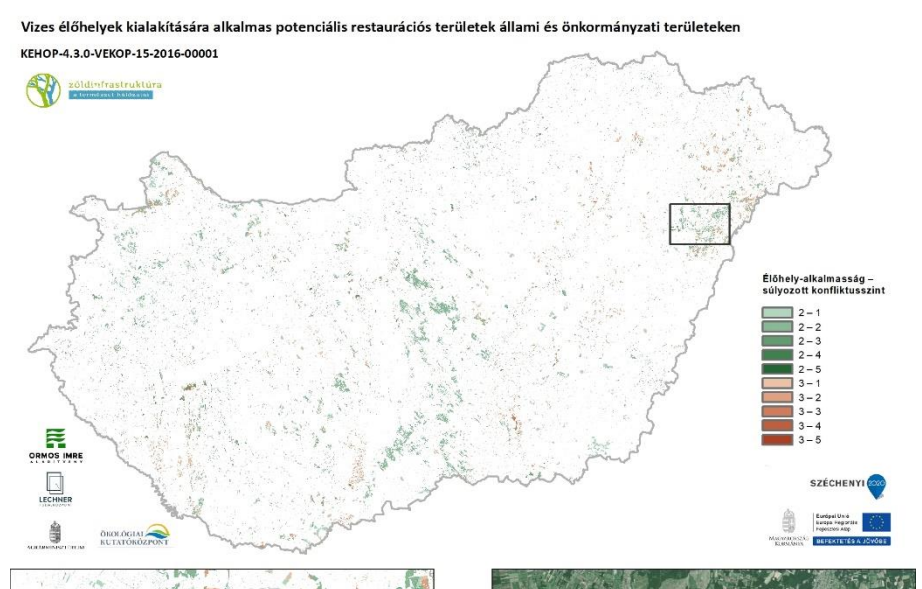 Vizes élőhelyek kialakítására alkalmas potenciális restaurációs területek állami és önkormányzati területeken
KEHOP-4.3.0-VEKOP-15-2016-00001
zöldinfrastruktúra
Élőhely-alkalmasság –
súlyozott konfliktusszint
2 – 1
2 – 2
2 – 3
2 – 4
2 – 5
3 – 1
3 – 2
3 – 3
3 – 4
3 – 5
ORMOS IMRE
ALAPÍTVÁNY
LECHNER
ÖKOLÓGIAI
KUTATÓKÖZPONT
SZÉCHENYI 2020
MAGYARORSZÁG
KORMÁNYA
Európai Unió
Európai Regionális
Fejlesztési Alap
BEFEKTETÉS A JÖVŐBE